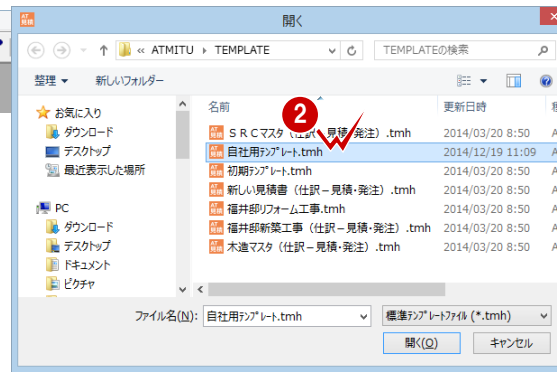 AT見積 開く
« ATMITU ▸ TEMPLATE TEMPLATEの検索
整理 新しいフォルダー
お気に入り
ダウンロード
デスクトップ
最近表示した場所
PC
ダウンロード
デスクトップ
ドキュメント
ピクチャ
名前 更新日時
2
ＳＲＣマスタ（仕訳－見積・発注）.tmh 2014/03/20 8:50
自社用ﾃﾝﾌﾟﾚｰﾄ.tmh 2014/12/19 11:09
初期ﾃﾝﾌﾟﾚｰﾄ.tmh 2014/03/20 8:50
新しい見積書（仕訳－見積・発注）.tmh 2014/03/20 8:50
福井邸リフォーム工事.tmh 2014/03/20 8:50
福井邸新築工事（仕訳－見積・発注）.tmh 2014/03/20 8:50
木造マスタ（仕訳－見積・発注）.tmh 2014/03/20 8:50
ファイル名(N): 自社用ﾃﾝﾌﾟﾚｰﾄ.tmh 標準ﾃﾝﾌﾟﾚｰﾄﾌｧｲﾙ (*.tmh)
開く(O) キャンセル